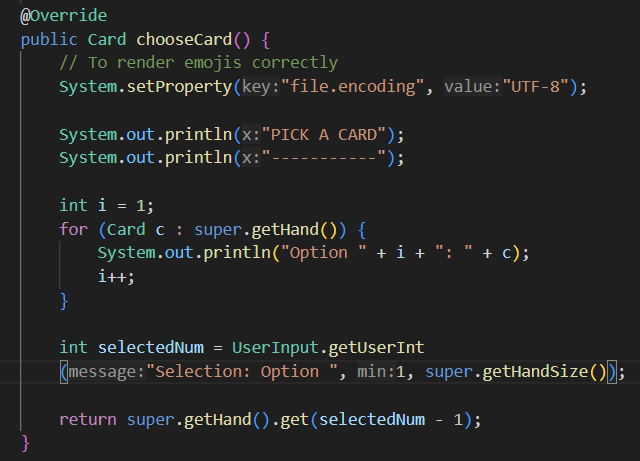 @Override
public Card chooseCard() {
// To render emojis correctly
System.setProperty(key:"file.encoding", value:"UTF-8");
System.out.println(x:"PICK A CARD");
System.out.println(x:"-----------");
int i = 1;
for (Card c : super.getHand()) {
System.out.println("Option " + i + ": " + c);
i++;
}
int selectedNum = UserInput.getUserInt
(message:"Selection: Option ", min:1, super.getHandSize());
return super.getHand().get(selectedNum - 1);
}